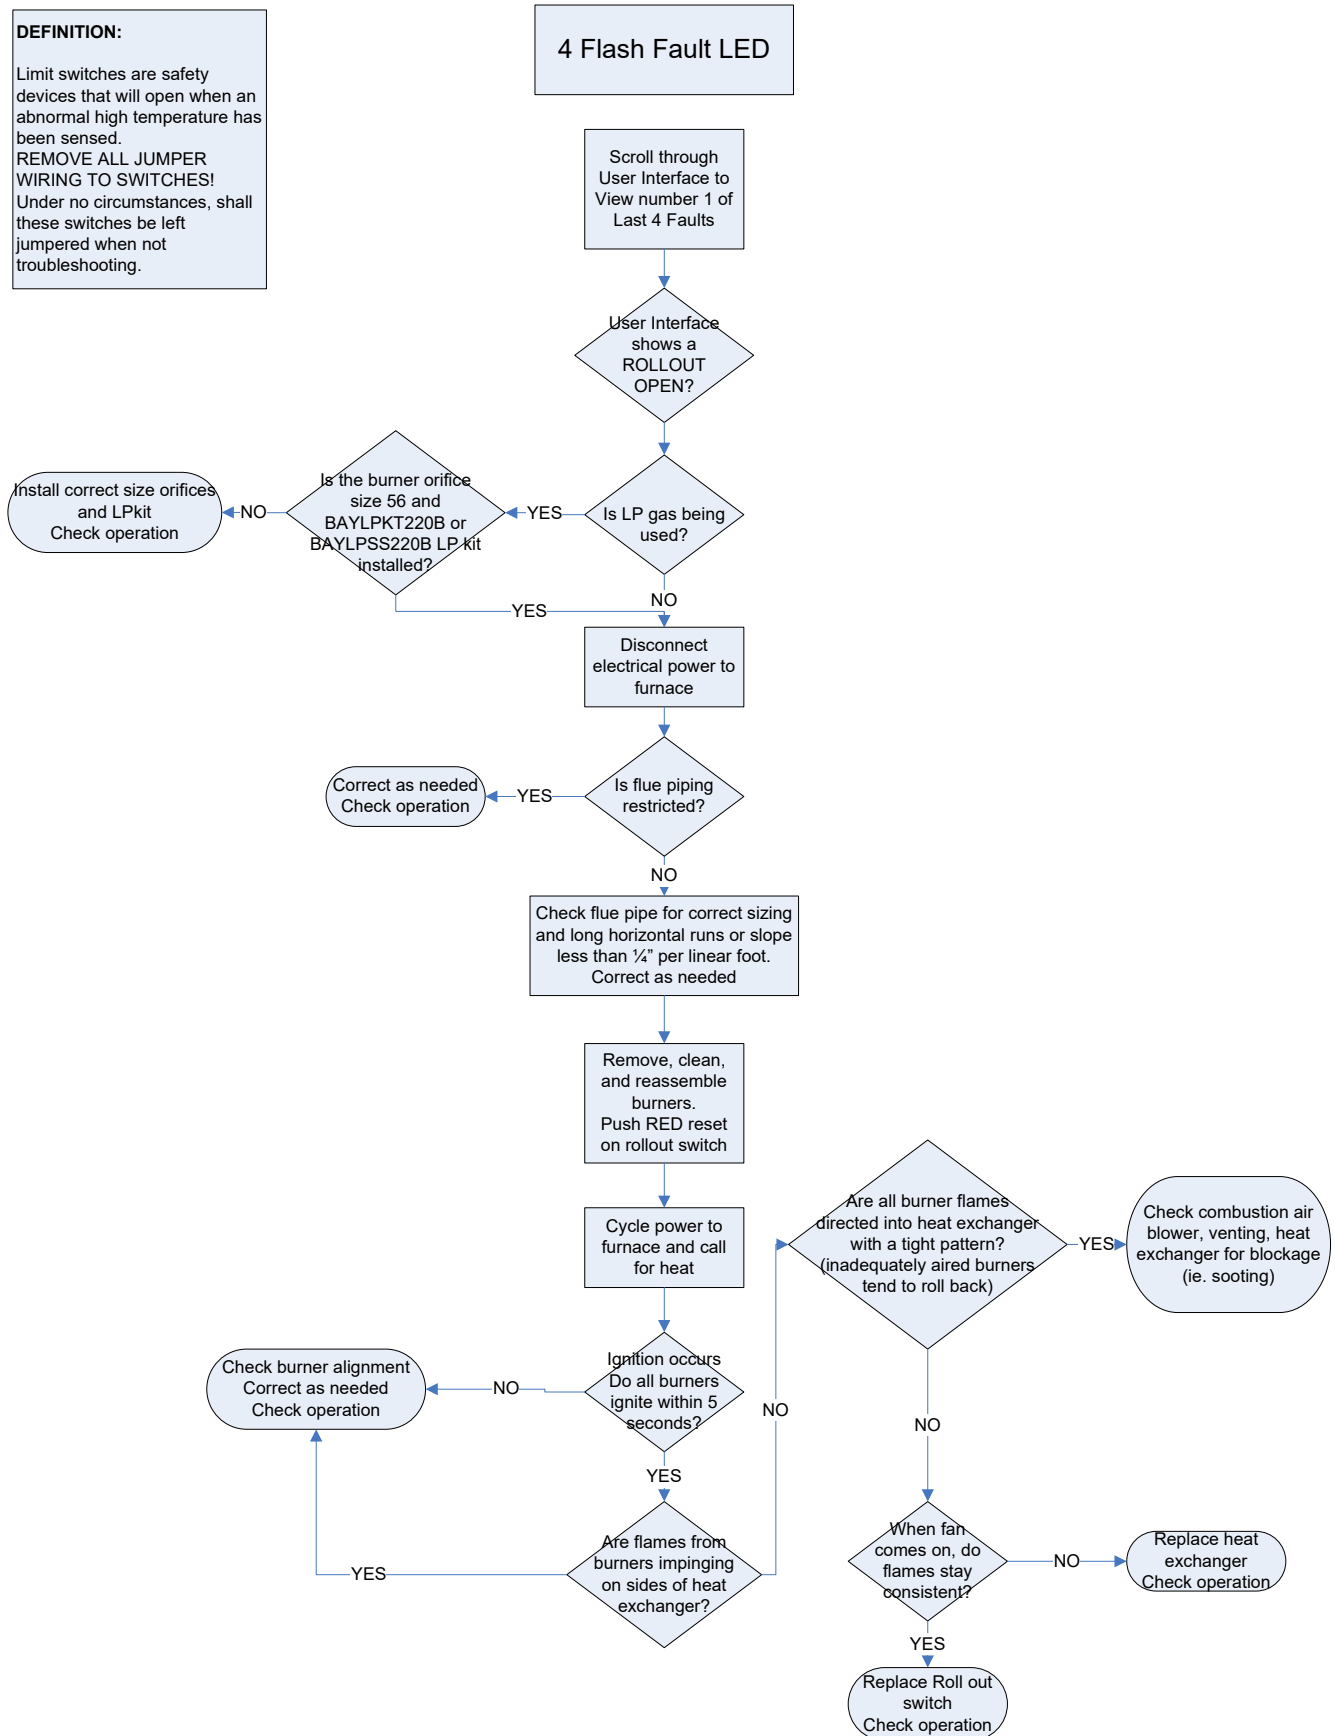 DEFINITION:
Limit switches are safety
devices that will open when an
abnormal high temperature has
been sensed.
REMOVE ALL JUMPER
WIRING TO SWITCHES!
Under no circumstances, shall
these switches be left
jumpered when not
troubleshooting.
4 Flash Fault LED
Scroll through
User Interface to
View number 1 of
Last 4 Faults
User Interface
shows a
ROLLOUT
OPEN?
Is LP gas being
used?
YES
Is the burner orifice
size 56 and
BAYLPKT220B or
BAYLPSS220B LP kit
installed?
NO
Install correct size orifices
and LPkit
Check operation
YES
NO
Disconnect
electrical power to
furnace
Is flue piping
restricted?
YES
Correct as needed
Check operation
NO
Check flue pipe for correct sizing
and long horizontal runs or slope
less than ¼” per linear foot.
Correct as needed
Remove, clean,
and reassemble
burners.
Push RED reset
on rollout switch
Cycle power to
furnace and call
for heat
Ignition occurs
Do all burners
ignite within 5
seconds?
NO
Check burner alignment
Correct as needed
Check operation
YES
Are flames from
burners impinging
on sides of heat
exchanger?
YES
NO
Are all burner flames
directed into heat exchanger
with a tight pattern?
(inadequately aired burners
tend to roll back)
YES
Check combustion air
blower, venting, heat
exchanger for blockage
(ie. sooting)
NO
When fan
comes on, do
flames stay
consistent?
NO
Replace heat
exchanger
Check operation
YES
Replace Roll out
switch
Check operation